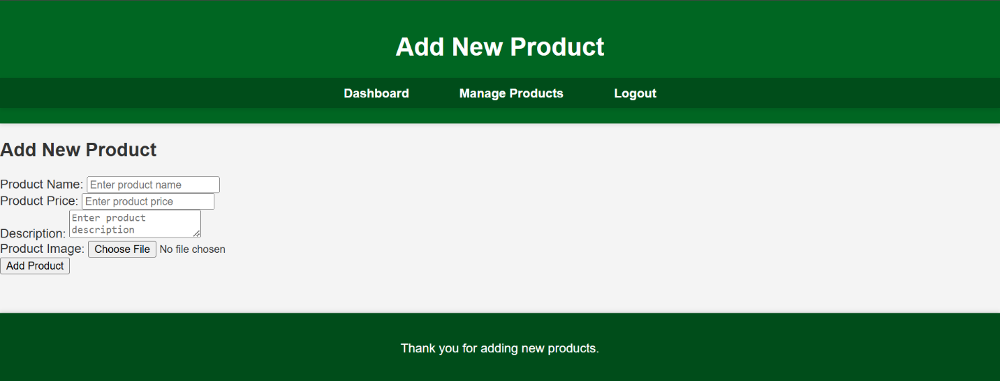 Add New Product
Dashboard Manage Products Logout
Add New Product
Product Name: Enter product name
Product Price: Enter product price
Enter product
Description: description
Product Image: Choose File No file chosen
Add Product
Thank you for adding new products.